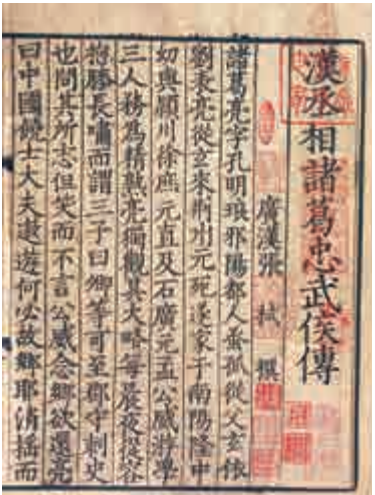 漢丞相諸葛忠武侯傳
廣漢張 栻 撰
諸葛亮字孔明琅邪陽都人蚤孤從父玄依
劉表亮從玄來荊州玄死遂家于南陽隆中
初與潁川徐庶元直及石廣元孟公威游學
三人務為精熟亮獨觀其大略每晨夜從容
抱膝長嘯而謂三子曰卿等可至郡守刺史
也問其所志但笑而不言公威念鄉欲還亮
曰中國饒士大夫遨遊何必故鄉耶清揺而